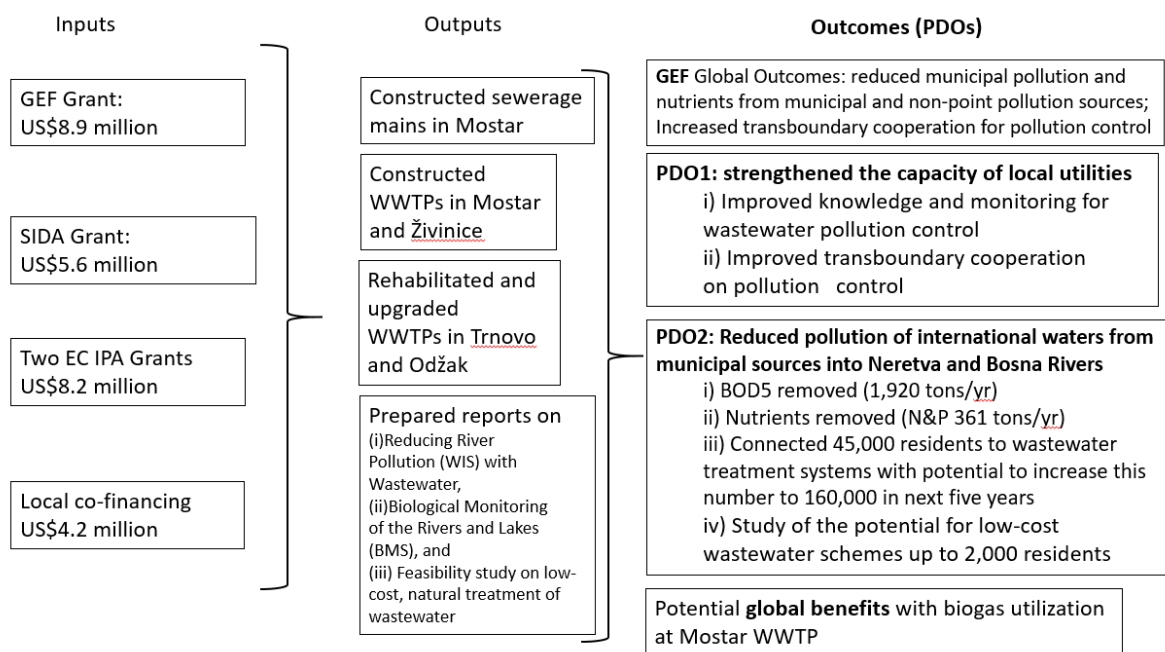 Inputs
GEF Grant:
US$8.9 million
SIDA Grant:
US$5.6 million
Two EC IPA Grants
US$8.2 million
Local co-financing
US$4.2 million
Outputs
Constructed sewerage
mains in Mostar
Constructed
WWTPs in Mostar
and Živinice
Rehabilitated and
upgraded
WWTPs in Trnovo
and Odžak
Prepared reports on
(i)Reducing River
Pollution (WIS) with
Wastewater,
(ii)Biological Monitoring
of the Rivers and Lakes
(BMS), and
(iii) Feasibility study on low-
cost, natural treatment of
wastewater
Outcomes (PDOs)
GEF Global Outcomes: reduced municipal pollution and
nutrients from municipal and non-point pollution sources;
Increased transboundary cooperation for pollution control
PDO1: strengthened the capacity of local utilities
i) Improved knowledge and monitoring for
wastewater pollution control
ii) Improved transboundary cooperation
on pollution control
PDO2: Reduced pollution of international waters from
municipal sources into Neretva and Bosna Rivers
i) BOD5 removed (1,920 tons/yr)
ii) Nutrients removed (N&P 361 tons/yr)
iii) Connected 45,000 residents to wastewater
treatment systems with potential to increase this
number to 160,000 in next five years
iv) Study of the potential for low-cost
wastewater schemes up to 2,000 residents
Potential global benefits with biogas utilization
at Mostar WWTP